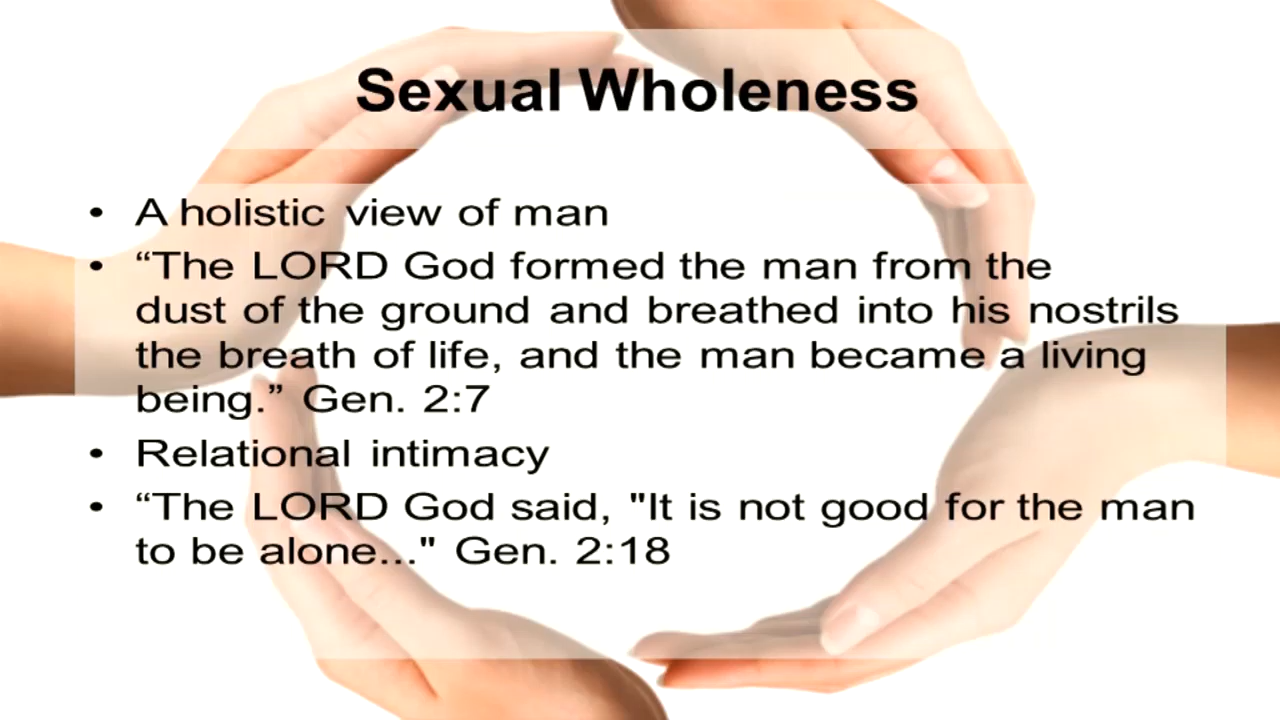 Sexual Wholeness
• A holistic view of man
• “The LORD God formed the man from the
dust of the ground and breathed into his nostrils
the breath of life, and the man became a living
being.” Gen. 2:7
• Relational intimacy
• “The LORD God said, "It is not good for the man
to be alone..." Gen. 2:18